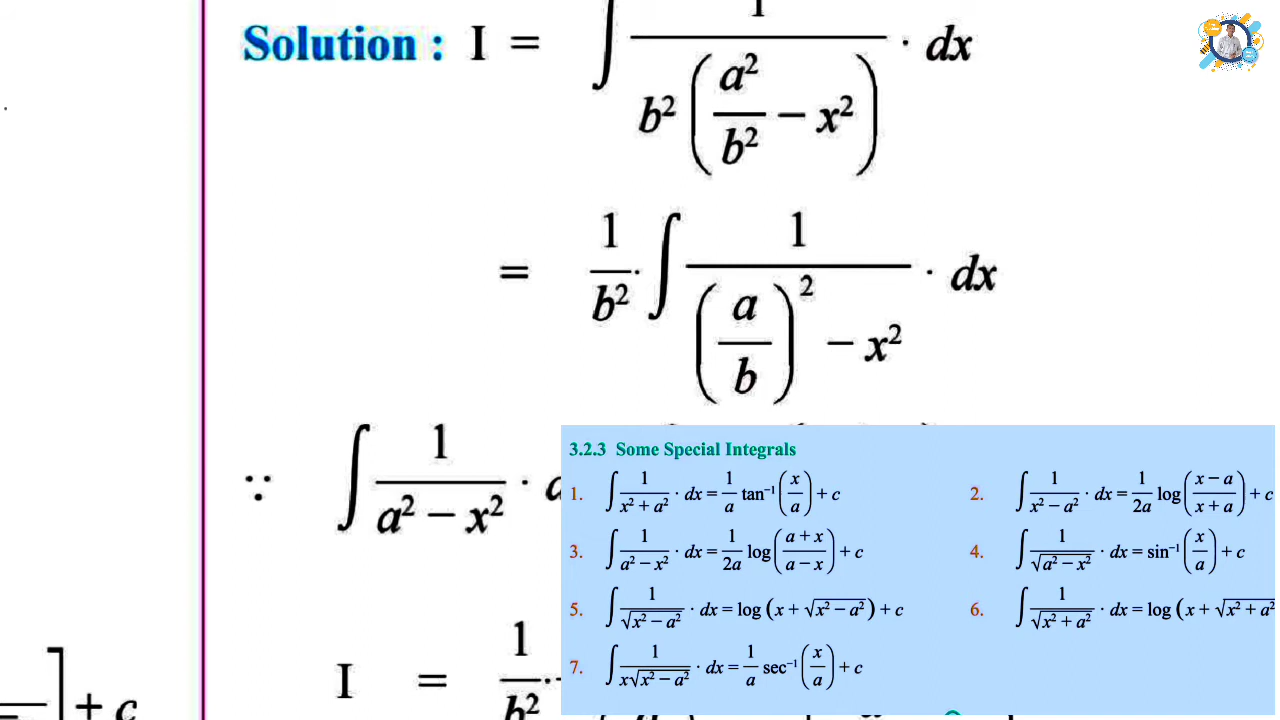 Solution : I = ∫ 1 / b² (a²/b² − x²) · dx
= 1/b² · ∫ 1 / (a/b)² − x² · dx
∵ ∫ 1 / a² − x² ·
3.2.3 Some Special Integrals
1. ∫ 1 / x² + a² · dx = 1/a tan⁻¹ (x/a) + c
2. ∫ 1 / x² − a² · dx = 1/2a log (x − a / x + a) + c
3. ∫ 1 / a² − x² · dx = 1/2a log (a + x / a − x) + c
4. ∫ 1 / √a² − x² · dx = sin⁻¹ (x/a) + c
5. ∫ 1 / √x² − a² · dx = log (x + √x² − a²) + c
6. ∫ 1 / √x² + a² · dx = log (x + √x² + a²
7. ∫ 1 / x√x² − a² · dx = 1/a sec⁻¹ (x/a) + c
I = 1/b² ·
] + c